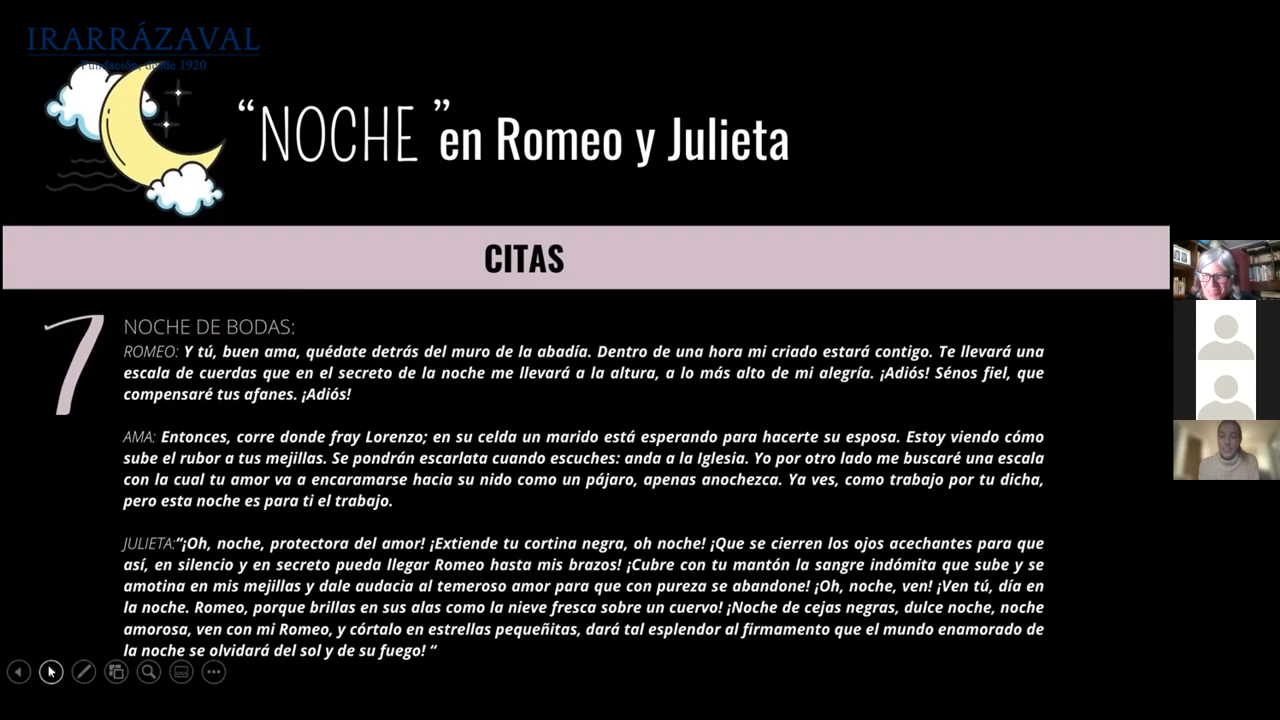 IRARRÁZAVAL
Fundación, desde 1920
“NOCHE ” en Romeo y Julieta
CITAS
7
NOCHE DE BODAS:
ROMEO: Y tú, buen ama, quédate detrás del muro de la abadía. Dentro de una hora mi criado estará contigo. Te llevará una
escala de cuerdas que en el secreto de la noche me llevará a la altura, a lo más alto de mi alegría. ¡Adiós! Sénos fiel, que
compensaré tus afanes. ¡Adiós!
AMA: Entonces, corre donde fray Lorenzo; en su celda un marido está esperando para hacerte su esposa. Estoy viendo cómo
sube el rubor a tus mejillas. Se pondrán escarlata cuando escuches: anda a la Iglesia. Yo por otro lado me buscaré una escala
con la cual tu amor va a encaramarse hacia su nido como un pájaro, apenas anochezca. Ya ves, como trabajo por tu dicha,
pero esta noche es para ti el trabajo.
JULIETA:“¡Oh, noche, protectora del amor! ¡Extiende tu cortina negra, oh noche! ¡Que se cierren los ojos acechantes para que
así, en silencio y en secreto pueda llegar Romeo hasta mis brazos! ¡Cubre con tu mantón la sangre indómita que sube y se
amotina en mis mejillas y dale audacia al temeroso amor para que con pureza se abandone! ¡Oh, noche, ven! ¡Ven tú, día en
la noche. Romeo, porque brillas en sus alas como la nieve fresca sobre un cuervo! ¡Noche de cejas negras, dulce noche, noche
amorosa, ven con mi Romeo, y córtalo en estrellas pequeñitas, dará tal esplendor al firmamento que el mundo enamorado de
la noche se olvidará del sol y de su fuego! “